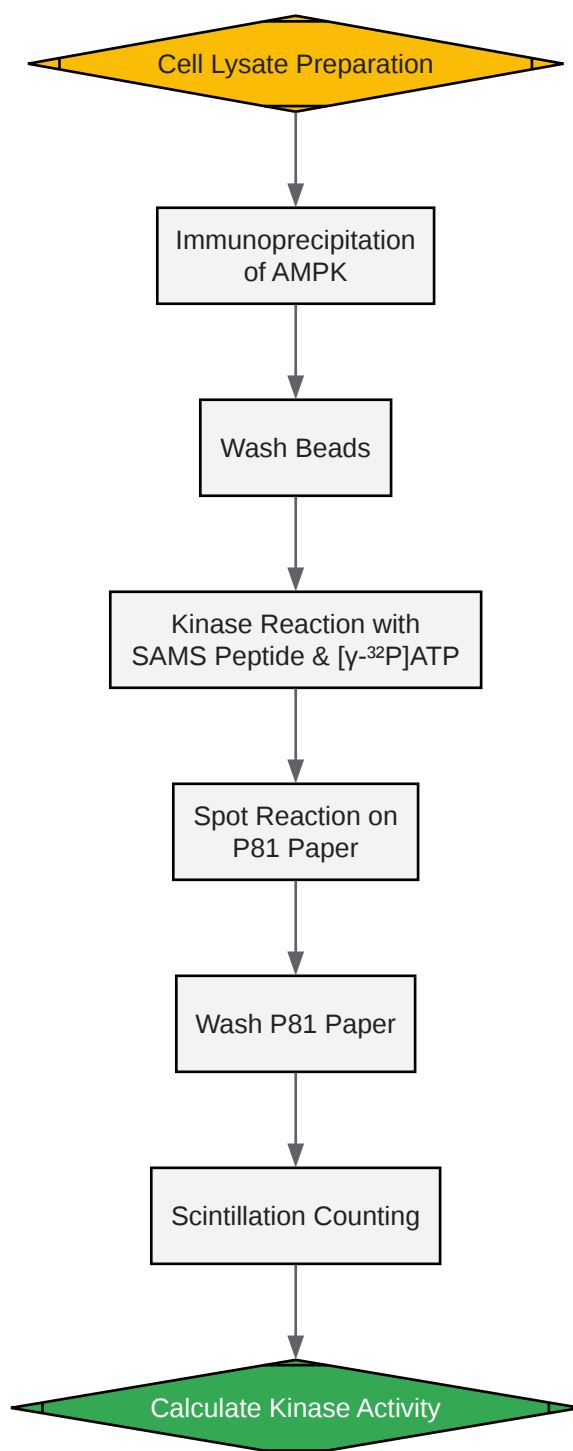 Cell Lysate Preparation
Immunoprecipitation
of AMPK
Wash Beads
Kinase Reaction with
SAMS Peptide & [γ-³²P]ATP
Spot Reaction on
P81 Paper
Wash P81 Paper
Scintillation Counting
Calculate Kinase Activity